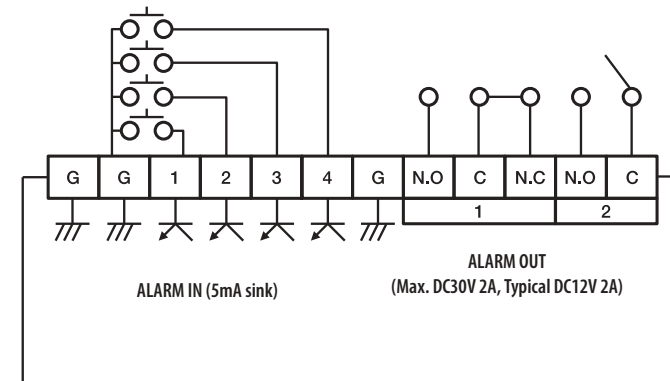 G G 1 2 3 4 G N.O C N.C N.O C
1 2
ALARM IN (5mA sink)
ALARM OUT
(Max. DC30V 2A, Typical DC12V 2A)